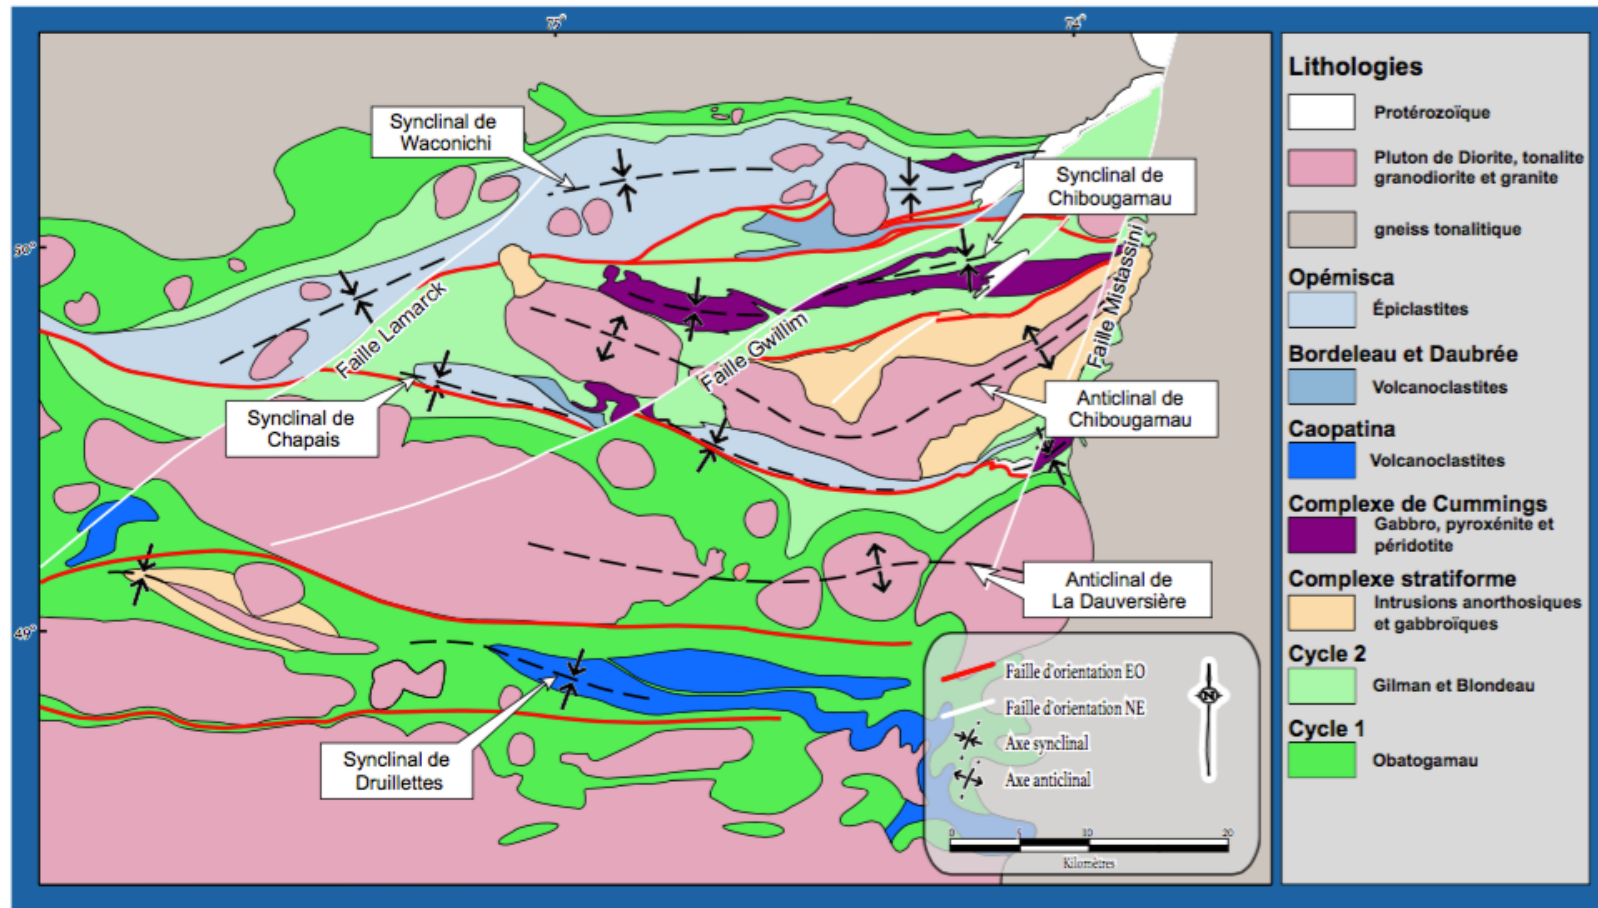 75°
74°
50°
49°
Synclinal de
Waconichi
Synclinal de
Chibougamau
Faille Lamarck
Faille Gwillim
Faille Mistassini
Synclinal de
Chapais
Anticlinal de
Chibougamau
Anticlinal de
La Dauversière
Synclinal de
Druillettes
Faille d'orientation EO
Faille d'orientation NE
Axe synclinal
Axe anticlinal
N
0 5 10 20
Kilomètres
Lithologies
Protérozoïque
Pluton de Diorite, tonalite
granodiorite et granite
gneiss tonalitique
Opémisca
Épiclastites
Bordeleau et Daubrée
Volcanoclastites
Caopatina
Volcanoclastites
Complexe de Cummings
Gabbro, pyroxénite et
péridotite
Complexe stratiforme
Intrusions anorthosiques
et gabbroïques
Cycle 2
Gilman et Blondeau
Cycle 1
Obatogamau